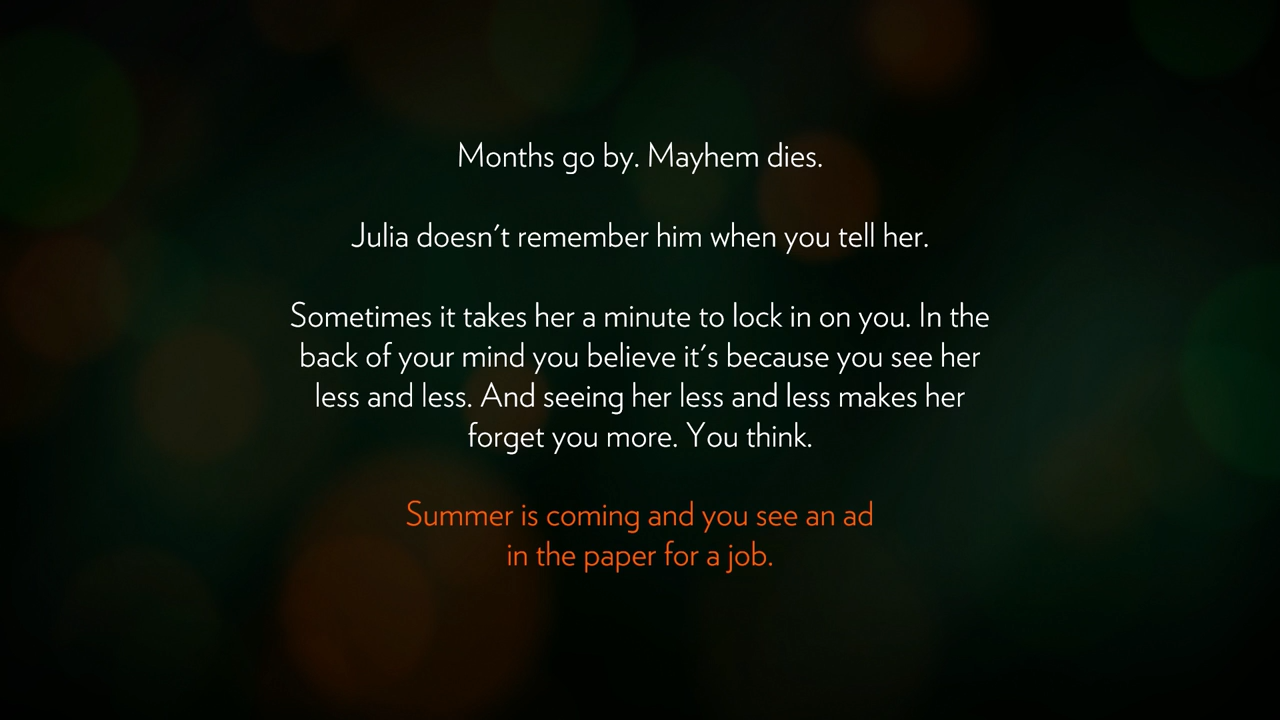 Months go by. Mayhem dies.
Julia doesn't remember him when you tell her.
Sometimes it takes her a minute to lock in on you. In the
back of your mind you believe it's because you see her
less and less. And seeing her less and less makes her
forget you more. You think.
Summer is coming and you see an ad
in the paper for a job.